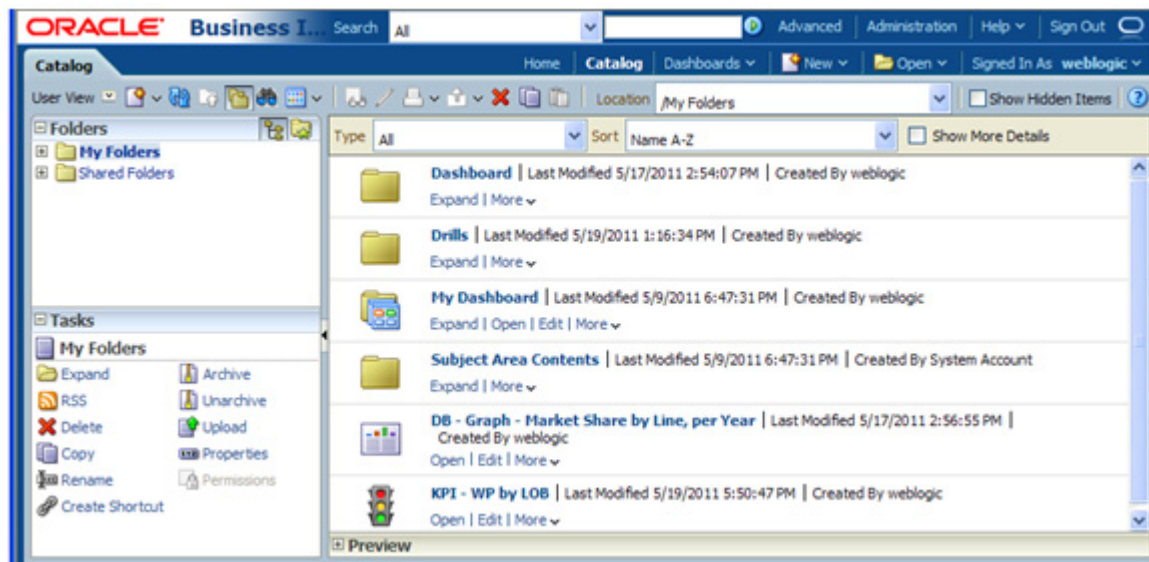 ORACLE Business I... Search All Advanced Administration Help Sign Out
Catalog Home Catalog Dashboards New Open Signed In As weblogic
User View Location /My Folders Show Hidden Items
Folders
My Folders
Shared Folders
Tasks
My Folders
Expand Archive
RSS Unarchive
Delete Upload
Copy Properties
Rename Permissions
Create Shortcut
Type All Sort Name A-Z Show More Details
Dashboard | Last Modified 5/17/2011 2:54:07 PM | Created By weblogic
Expand | More
Drills | Last Modified 5/19/2011 1:16:34 PM | Created By weblogic
Expand | More
My Dashboard | Last Modified 5/9/2011 6:47:31 PM | Created By weblogic
Expand | Open | Edit | More
Subject Area Contents | Last Modified 5/9/2011 6:47:31 PM | Created By System Account
Expand | More
DB - Graph - Market Share by Line, per Year | Last Modified 5/17/2011 2:56:55 PM |
Created By weblogic
Open | Edit | More
KPI - WP by LOB | Last Modified 5/19/2011 5:50:47 PM | Created By weblogic
Open | Edit | More
Preview